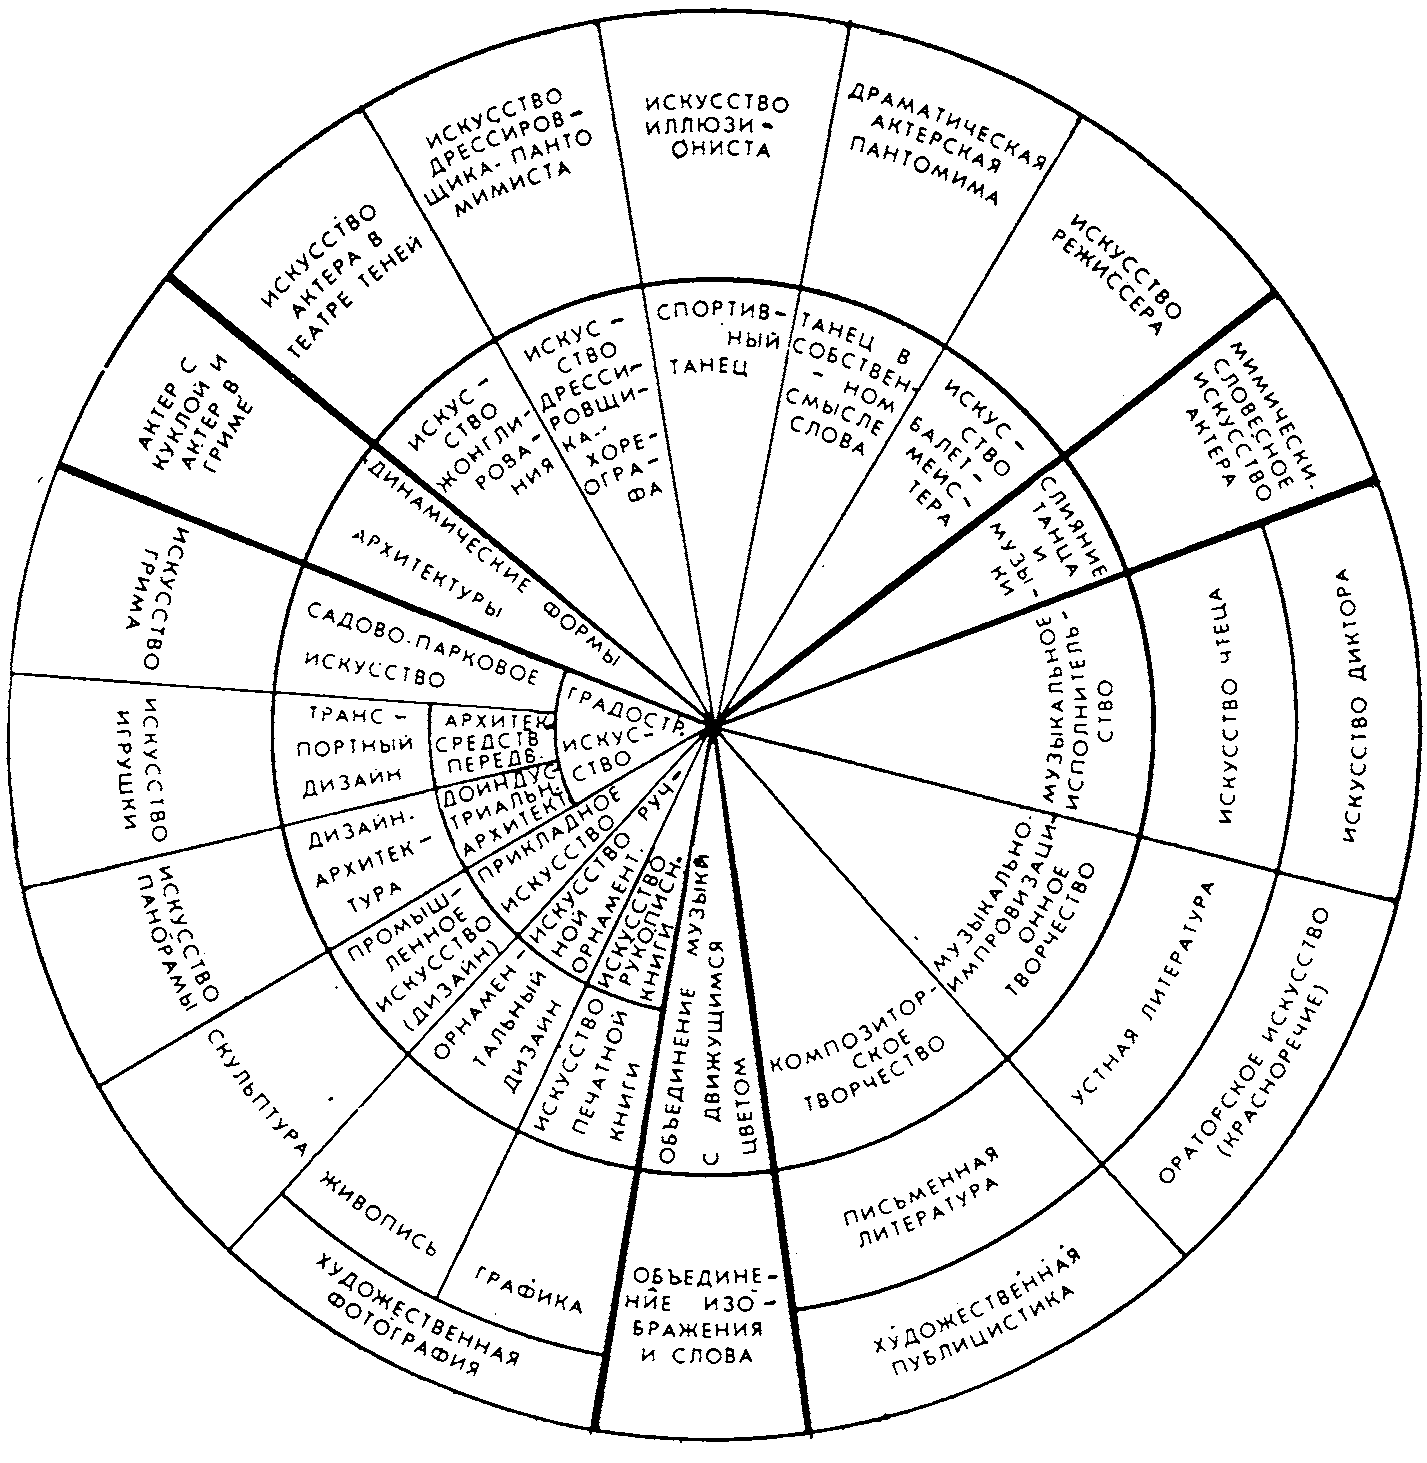 ИСКУССТВО
ДРЕССИРОВ-
ЩИКА-ПАНТО
МИМИСТА
ИСКУССТВО
ИЛЛЮЗИ-
ОНИСТА
ДРАМАТИЧЕСКАЯ
АКТЕРСКАЯ
ПАНТОМИМА
ИСКУССТВО
РЕЖИССЕРА
МИМИЧЕСКИ-
СЛОВЕСНОЕ
ИСКУССТВО
АКТЕРА
ИСКУССТВО
АКТЕРА В
ТЕАТРЕ ТЕНЕЙ
АКТЕР С
КУКЛОЙ И
АКТЕР В
ГРИМЕ
ИСКУС-
СТВО
ЖОНГЛИ-
РОВА-
НИЯ
ИСКУС-
СТВО
ДРЕССИ-
РОВЩИ-
КА-
ХОРЕ-
ОГРА-
ФА
СПОРТИВ-
НЫЙ
ТАНЕЦ
ТАНЕЦ В
СОБСТВЕН-
НОМ
СМЫСЛЕ
СЛОВА
ИСКУС-
СТВО
БАЛЕТ-
МЕЙС-
ТЕРА
СЛИЯНИЕ
ТАНЦА
И
МУЗЫ-
КИ
ДИНАМИЧЕСКИЕ ФОРМЫ
АРХИТЕКТУРЫ
ИСКУССТВО
ГРИМА
САДОВО-ПАРКОВОЕ
ИСКУССТВО
ГРАДОСТР.
ИСКУС-
СТВО
ИСКУССТВО
ИГРУШКИ
ТРАНС-
ПОРТНЫЙ
ДИЗАЙН
АРХИТЕК-
СРЕДСТВ
ПЕРЕДВ.
ДОИНДУС-
ТРИАЛЬН.
АРХИТЕКТ
ИСКУССТВО
ПАНОРАМЫ
ДИЗАЙН.
АРХИТЕК-
ТУРА
ПРИКЛАДНОЕ
ИСКУССТВО
ПРОМЫШ-
ЛЕННОЕ
ИСКУССТВО
(ДИЗАЙН)
СКУЛЬПТУРА
ИСКУССТВО РУЧ-
НОЙ ОРНАМЕНТ.
ОРНАМЕН.
ОРНАМЕН-
ТАЛЬНЫЙ
ДИЗАЙН
ИСКУССТВО
РУКОПИСН.
КНИГИ
ИСКУССТВО
ПЕЧАТНОЙ
КНИГИ
ЖИВОПИСЬ
ГРАФИКА
ХУДОЖЕСТВЕННАЯ
ФОТОГРАФИЯ
ОБЪЕДИНЕНИЕ МУЗЫКИ
С ДВИЖУЩИМСЯ
ЦВЕТОМ
ОБЪЕДИНЕ-
НИЕ ИЗО-
БРАЖЕНИЯ
И СЛОВА
МУЗЫКАЛЬНОЕ
ИСПОЛНИТЕЛЬ-
СТВО
ИСКУССТВО ЧТЕЦА
ИСКУССТВО ДИКТОРА
МУЗЫКАЛЬНО-
ИМПРОВИЗАЦИ-
ОННОЕ
ТВОРЧЕСТВО
УСТНАЯ ЛИТЕРАТУРА
ОРАТОРСКОЕ ИСКУССТВО
(КРАСНОРЕЧИЕ)
КОМПОЗИТОР-
СКОЕ
ТВОРЧЕСТВО
ПИСЬМЕННАЯ
ЛИТЕРАТУРА
ХУДОЖЕСТВЕННАЯ
ПУБЛИЦИСТИКА